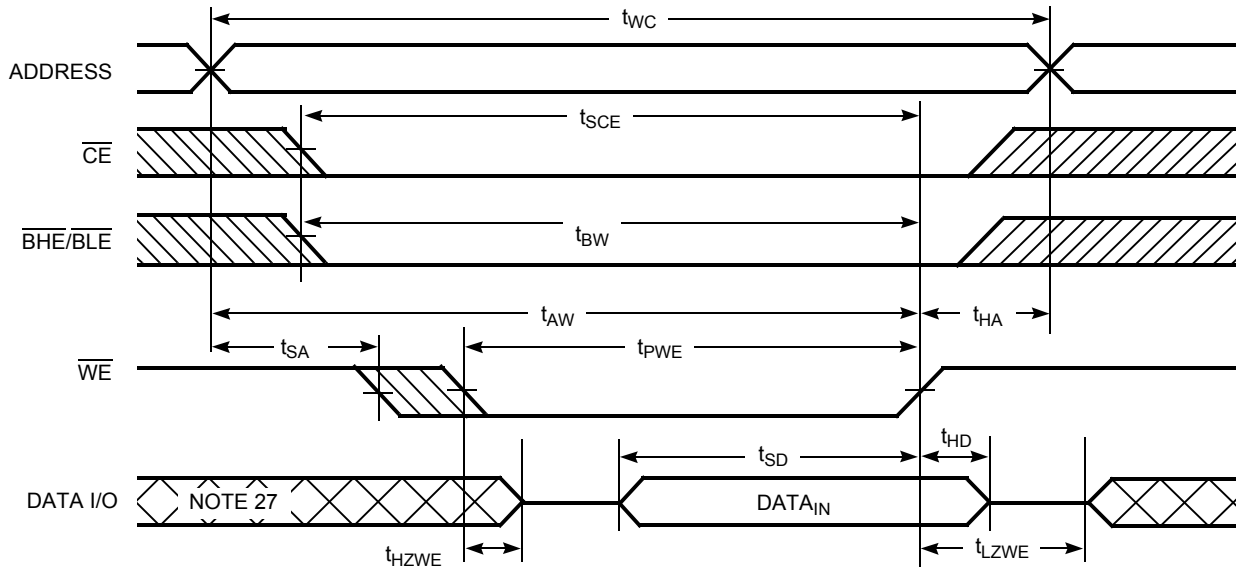 tWC
ADDRESS
tSCE
CE
tBW
BHE/BLE
tAW
tHA
tSA
tPWE
WE
tSD
tHD
DATA I/O
NOTE 27
DATAIN
tHZWE
tLZWE